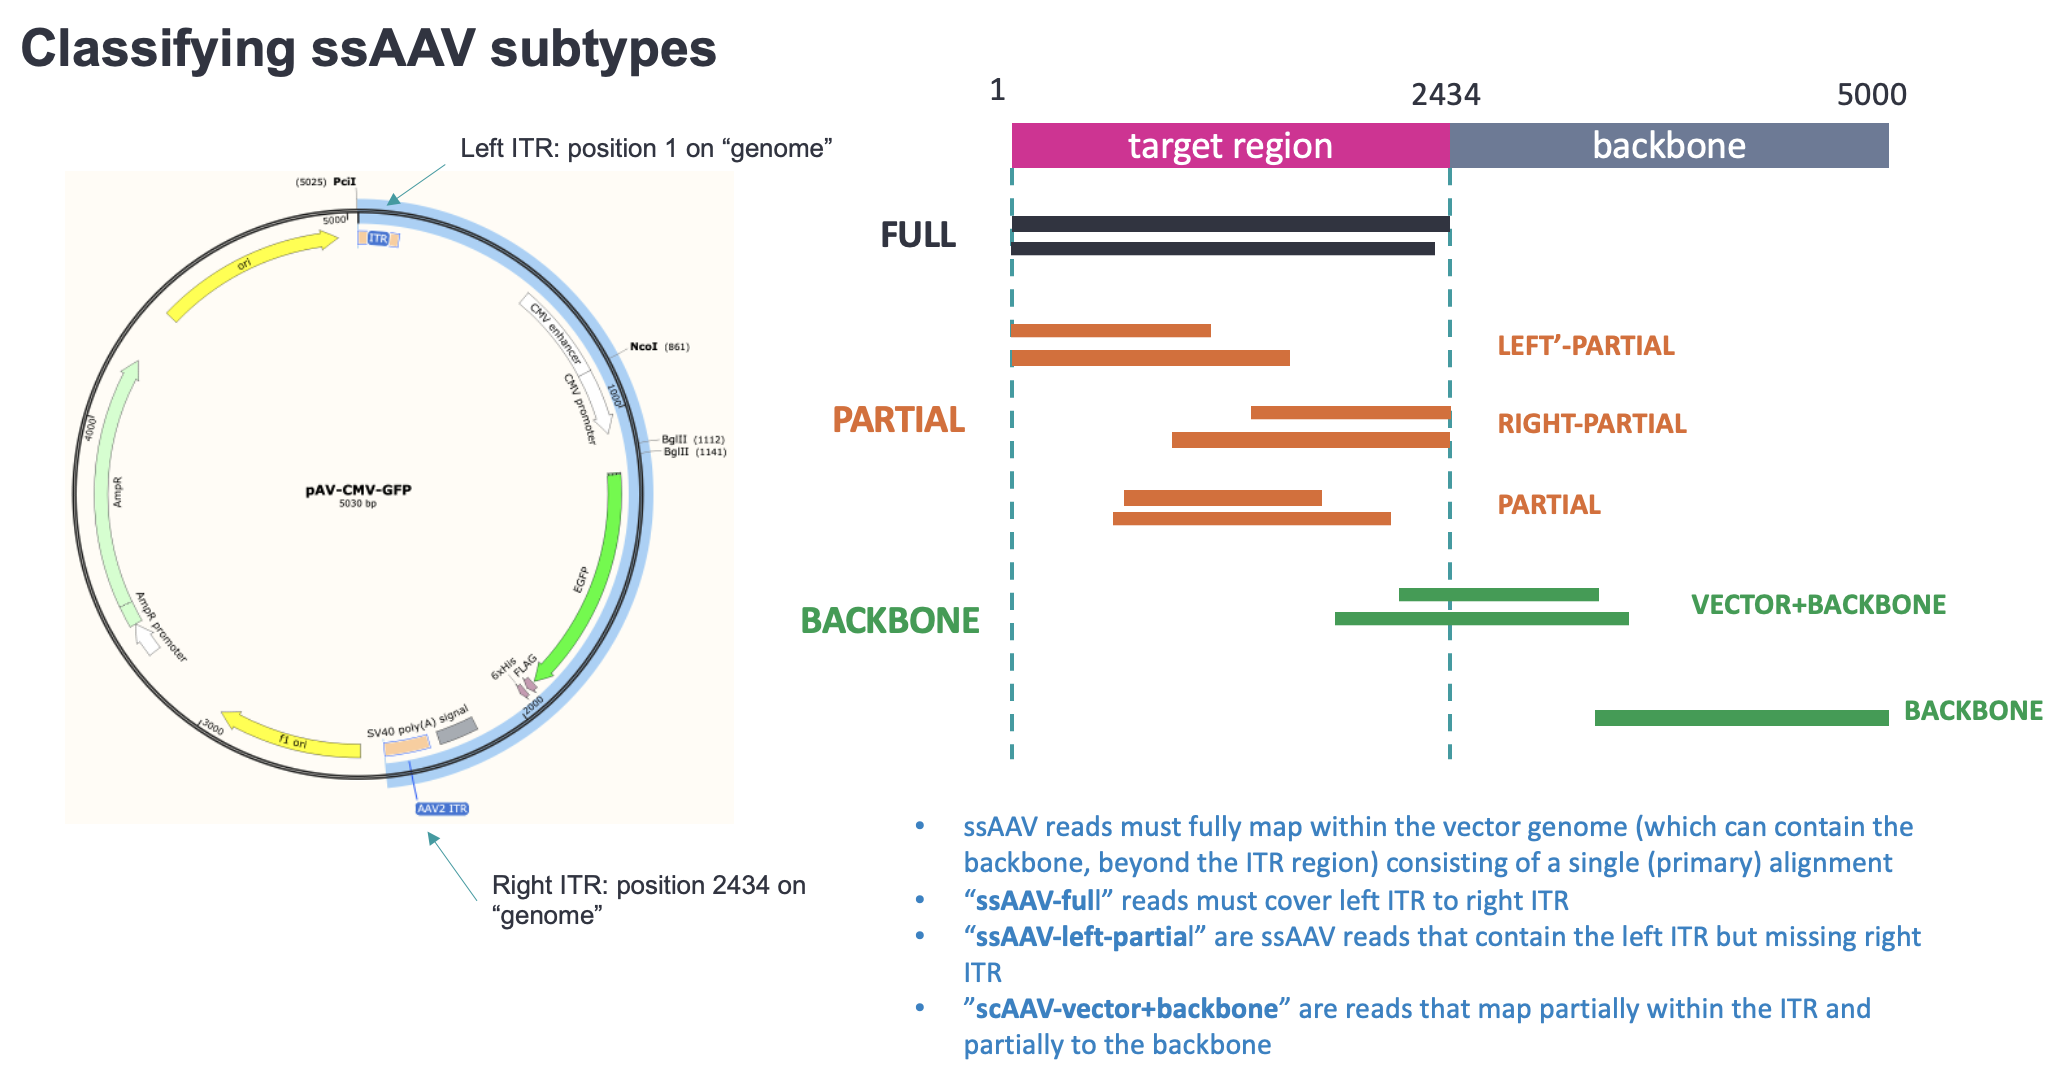 Classifying ssAAV subtypes
Left ITR: position 1 on “genome”
(5025) PciI
5000
ITR
ori
CMV enhancer
CMV promoter
NcoI (861)
1000
BglII (1112)
BglII (1141)
4000
AmpR
pAV-CMV-GFP
5030 bp
EGFP
AmpR promoter
6xHis
FLAG
2000
SV40 poly(A) signal
3000
f1 ori
AAV2 ITR
Right ITR: position 2434 on
“genome”
1
2434
5000
target region
backbone
FULL
LEFT’-PARTIAL
PARTIAL
RIGHT-PARTIAL
PARTIAL
BACKBONE
VECTOR+BACKBONE
BACKBONE
• ssAAV reads must fully map within the vector genome (which can contain the
backbone, beyond the ITR region) consisting of a single (primary) alignment
• “ssAAV-full” reads must cover left ITR to right ITR
• “ssAAV-left-partial” are ssAAV reads that contain the left ITR but missing right
ITR
• ”scAAV-vector+backbone” are reads that map partially within the ITR and
partially to the backbone